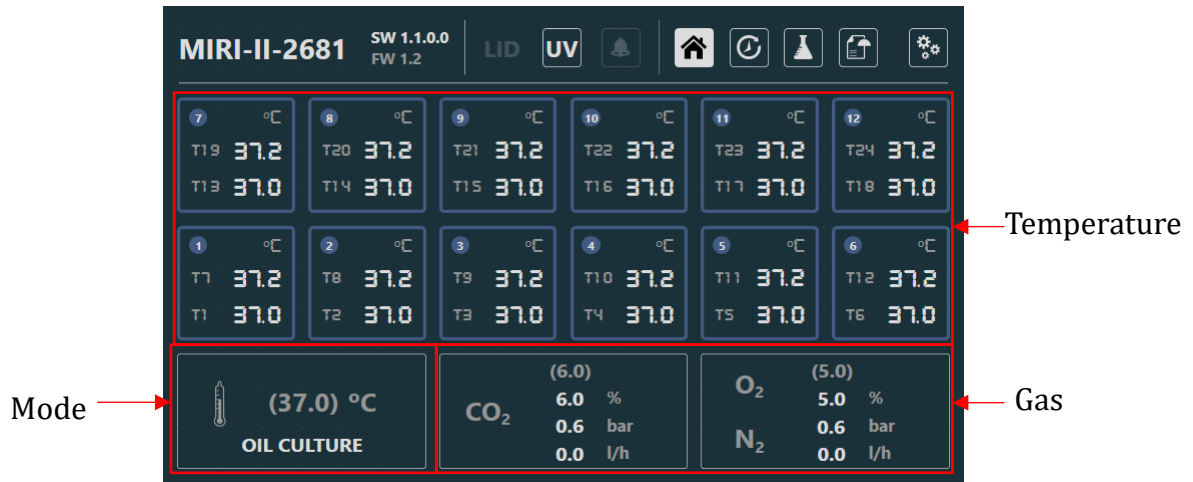 MIRI-II-2681 SW 1.1.0.0 LID UV
FW 1.2
7 °C 8 °C 9 °C 10 °C 11 °C 12 °C
T19 37.2 T20 37.2 T21 37.2 T22 37.2 T23 37.2 T24 37.2
T13 37.0 T14 37.0 T15 37.0 T16 37.0 T17 37.0 T18 37.0
Temperature
1 °C 2 °C 3 °C 4 °C 5 °C 6 °C
T7 37.2 T8 37.2 T9 37.2 T10 37.2 T11 37.2 T12 37.2
T1 37.0 T2 37.0 T3 37.0 T4 37.0 T5 37.0 T6 37.0
Mode
(37.0) °C
OIL CULTURE
CO₂
(6.0)
6.0 %
0.6 bar
0.0 l/h
O₂
N₂
(5.0)
5.0 %
0.6 bar
0.0 l/h
Gas